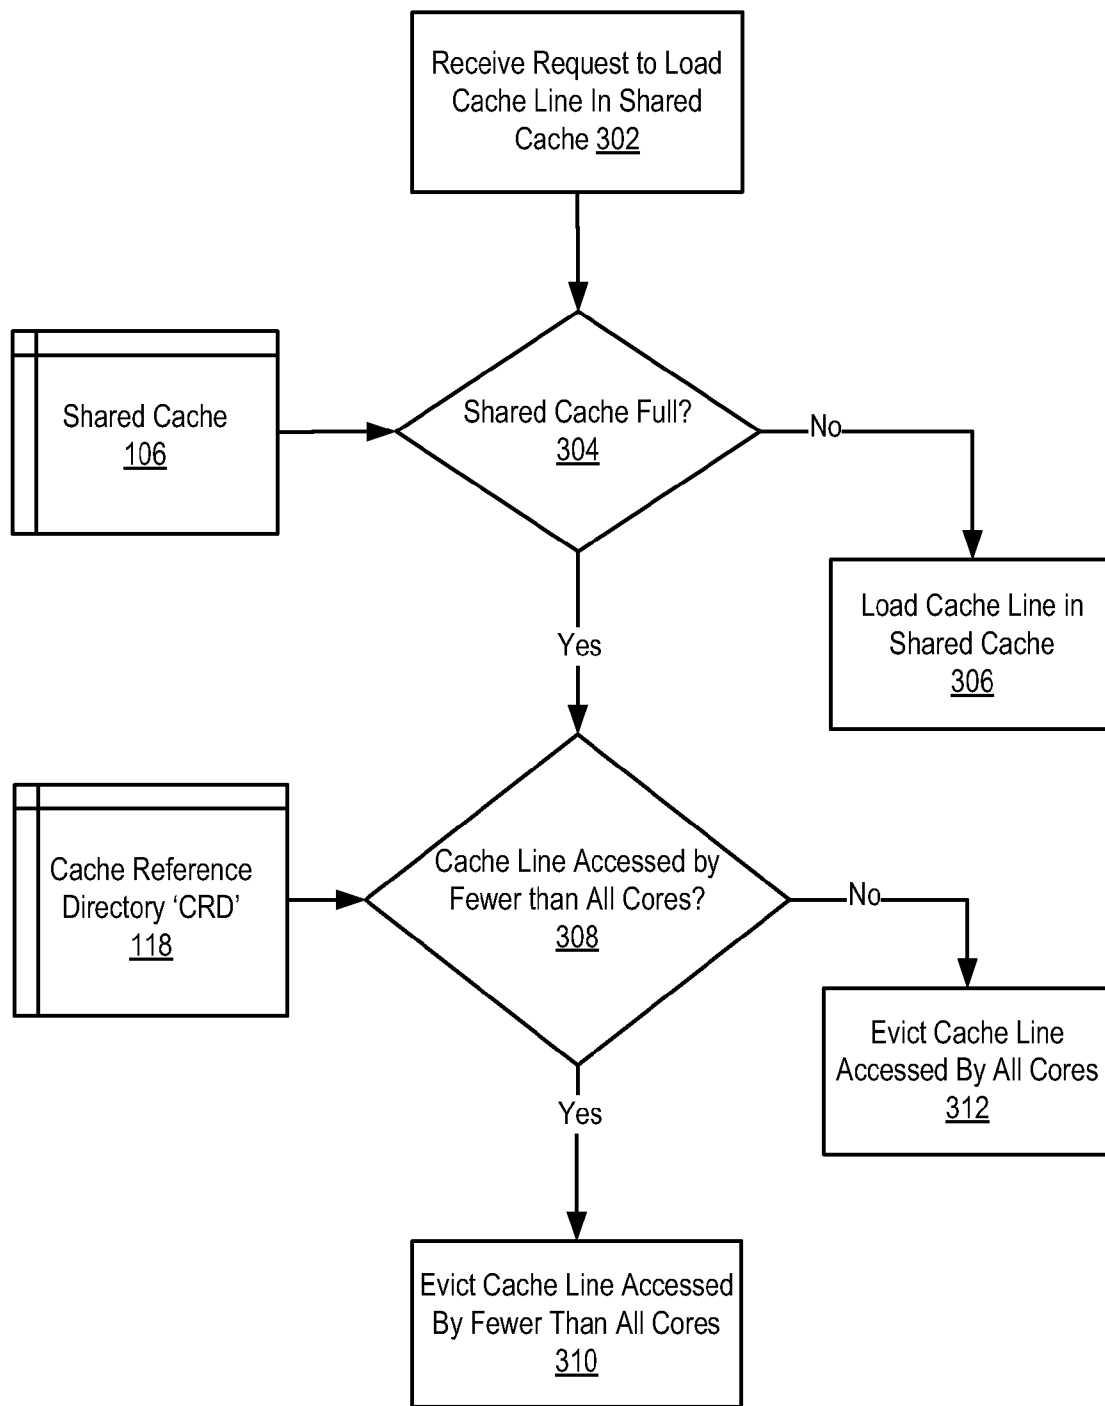 Receive Request to Load
Cache Line In Shared
Cache 302
Shared Cache
106
Shared Cache Full?
304
No
Load Cache Line in
Shared Cache
306
Yes
Cache Reference
Directory ‘CRD’
118
Cache Line Accessed by
Fewer than All Cores?
308
No
Evict Cache Line
Accessed By All Cores
312
Yes
Evict Cache Line Accessed
By Fewer Than All Cores
310